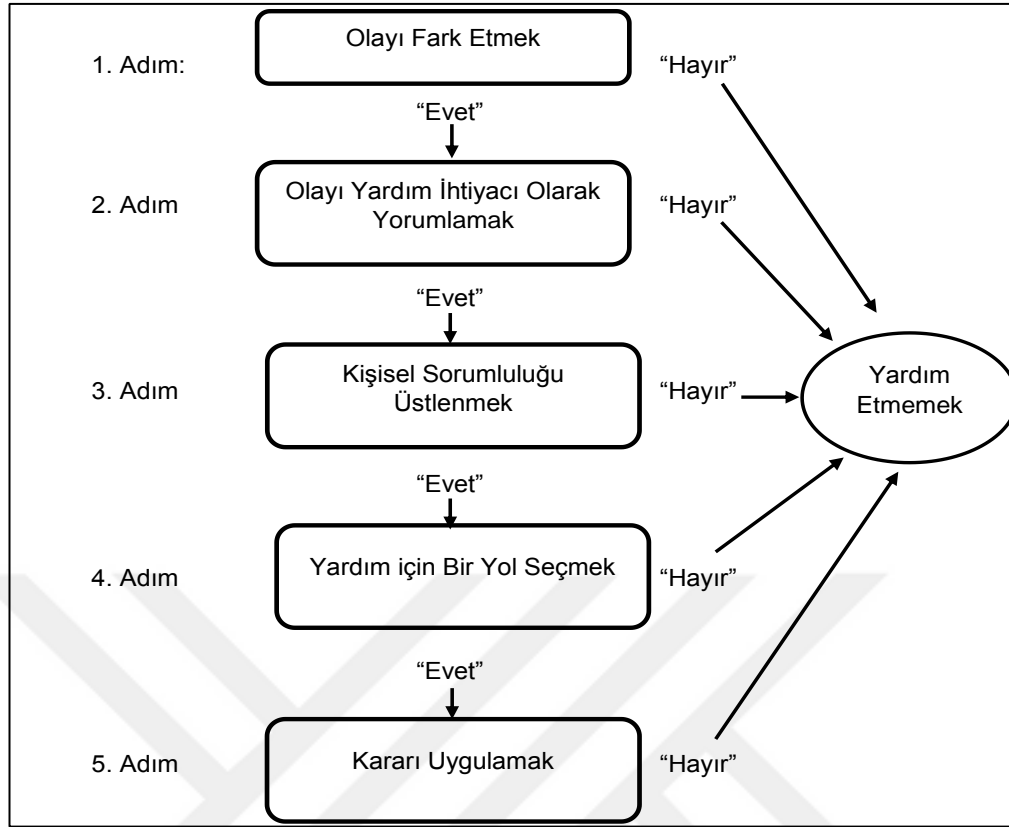 Olayı Fark Etmek
1. Adım:
“Hayır”
“Evet”
2. Adım
Olayı Yardım İhtiyacı Olarak
Yorumlamak
“Hayır”
“Evet”
3. Adım
Kişisel Sorumluluğu
Üstlenmek
“Hayır”
Yardım
Etmemek
“Evet”
4. Adım
Yardım için Bir Yol Seçmek
“Hayır”
“Evet”
5. Adım
Kararı Uygulamak
“Hayır”